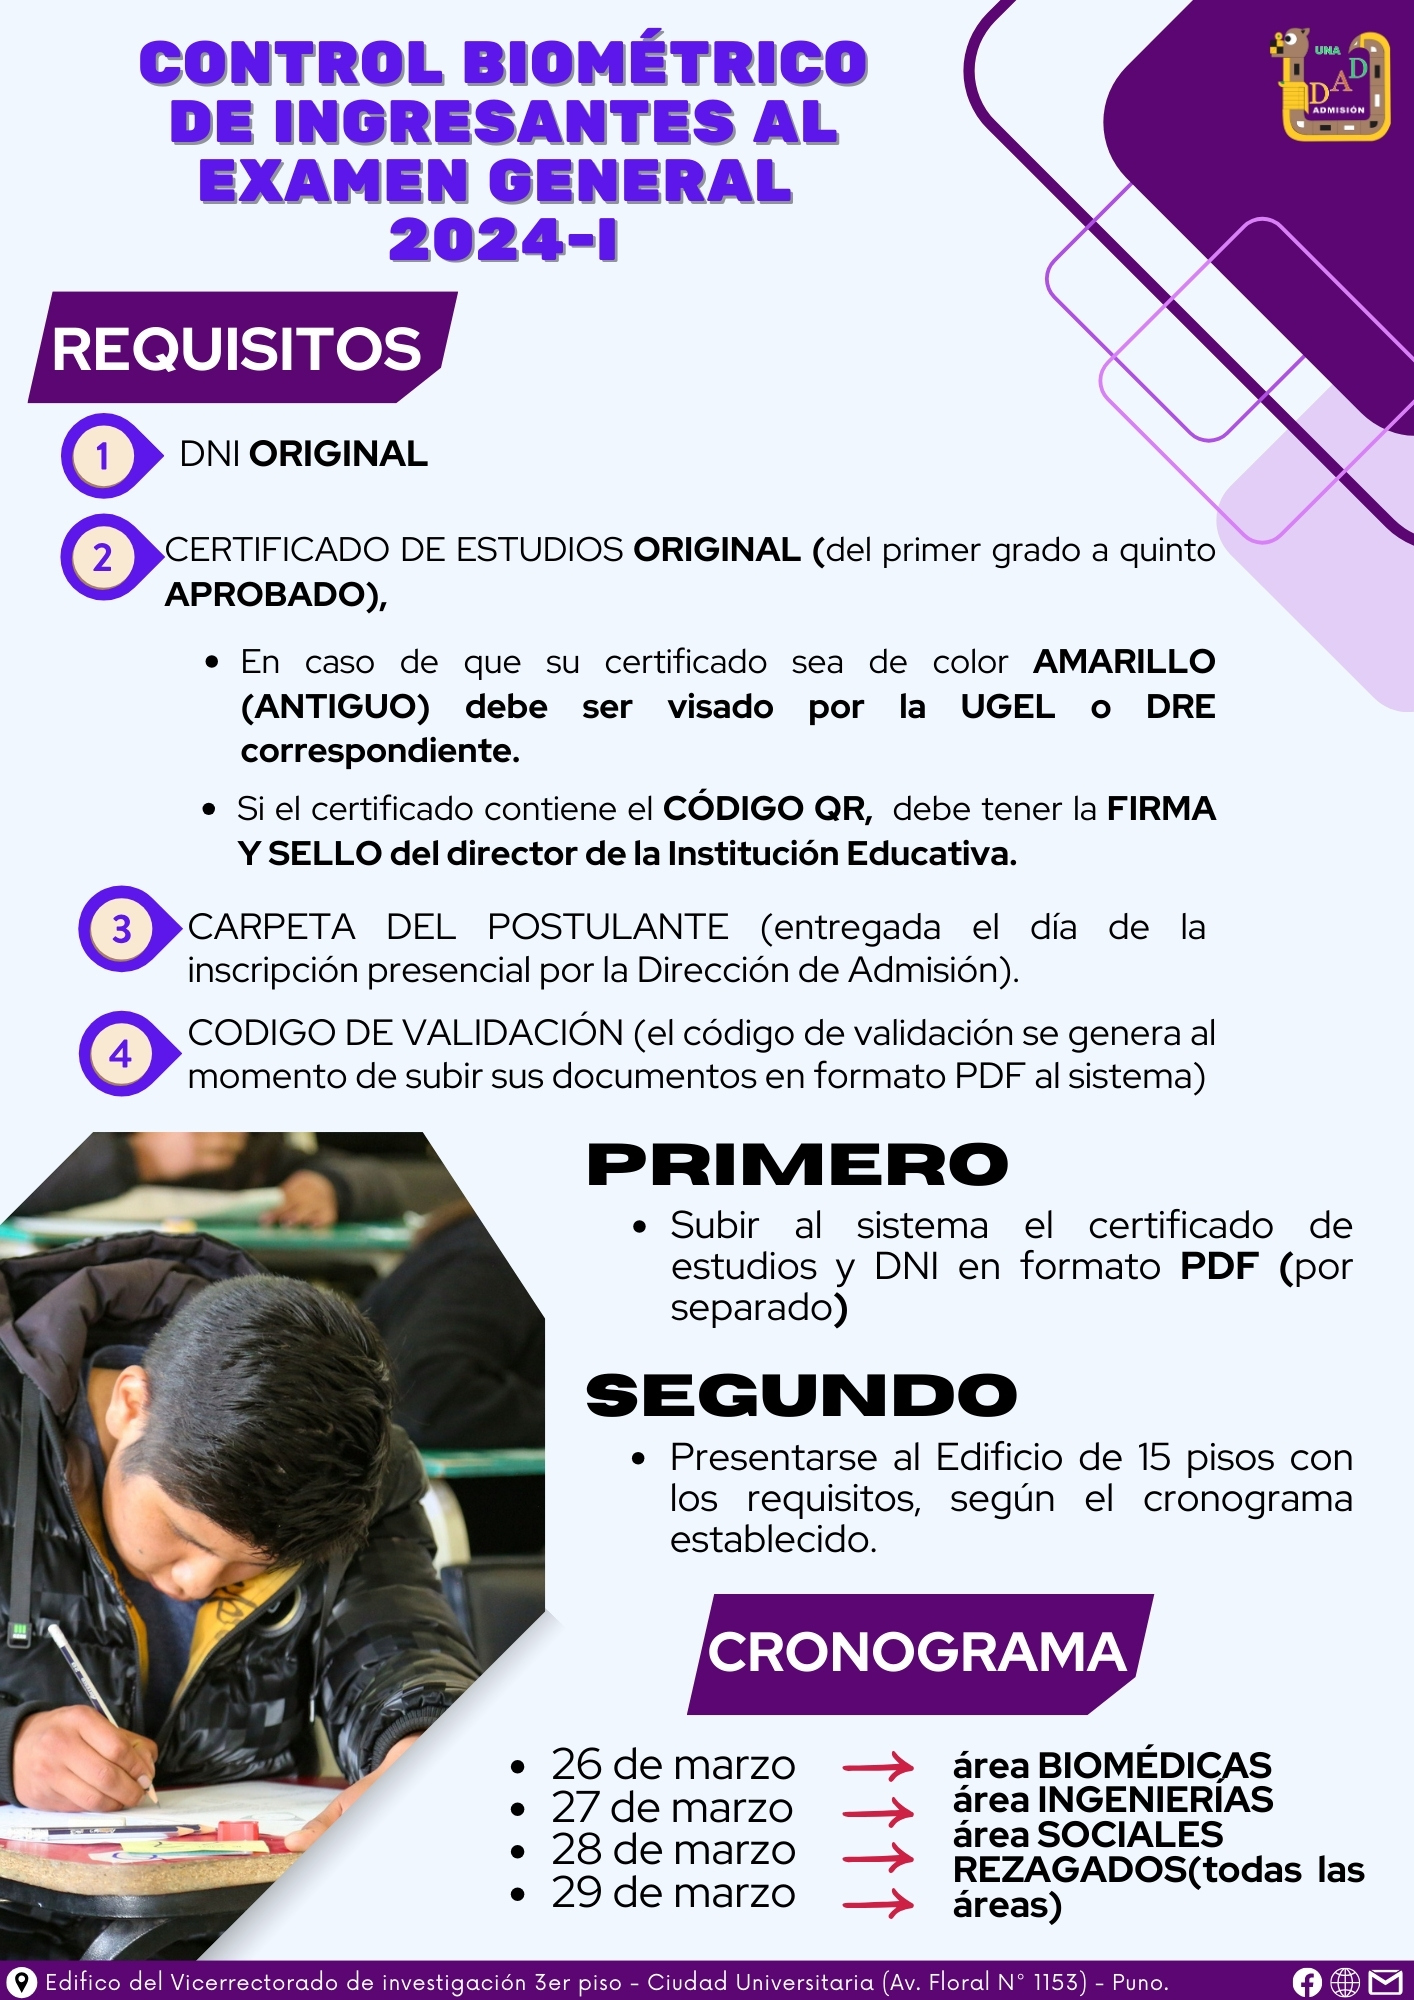 CONTROL BIOMÉTRICO
DE INGRESANTES AL
EXAMEN GENERAL
2024-I
UNA
DAD
ADMISIÓN
REQUISITOS
1 DNI ORIGINAL
2 CERTIFICADO DE ESTUDIOS ORIGINAL (del primer grado a quinto
APROBADO),
• En caso de que su certificado sea de color AMARILLO
(ANTIGUO) debe ser visado por la UGEL o DRE
correspondiente.
• Si el certificado contiene el CÓDIGO QR, debe tener la FIRMA
Y SELLO del director de la Institución Educativa.
3 CARPETA DEL POSTULANTE (entregada el día de la
inscripción presencial por la Dirección de Admisión).
4 CODIGO DE VALIDACIÓN (el código de validación se genera al
momento de subir sus documentos en formato PDF al sistema)
PRIMERO
• Subir al sistema el certificado de
estudios y DNI en formato PDF (por
separado)
SEGUNDO
• Presentarse al Edificio de 15 pisos con
los requisitos, según el cronograma
establecido.
CRONOGRAMA
• 26 de marzo → área BIOMÉDICAS
• 27 de marzo → área INGENIERÍAS
• 28 de marzo → área SOCIALES
• 29 de marzo → REZAGADOS(todas las
áreas)
Edifico del Vicerrectorado de investigación 3er piso - Ciudad Universitaria (Av. Floral N° 1153) - Puno.